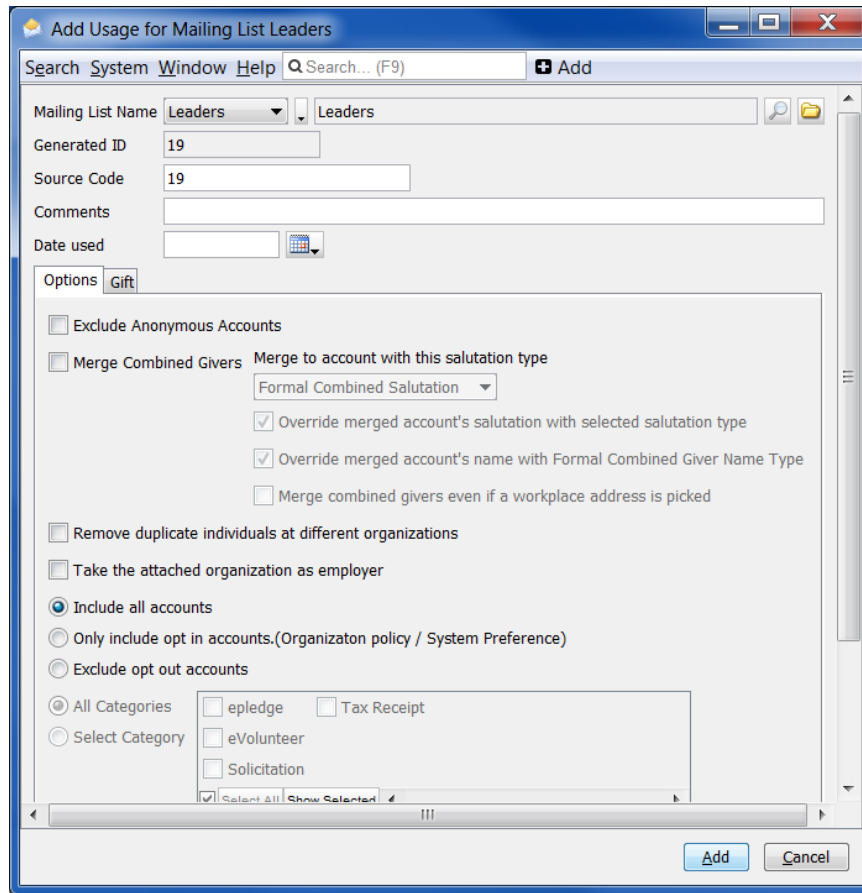 Add Usage for Mailing List Leaders
Search System Window Help Search... (F9) Add
Mailing List Name Leaders Leaders
Generated ID 19
Source Code 19
Comments
Date used
Options Gift
Exclude Anonymous Accounts
Merge Combined Givers Merge to account with this salutation type
Formal Combined Salutation
Override merged account's salutation with selected salutation type
Override merged account's name with Formal Combined Giver Name Type
Merge combined givers even if a workplace address is picked
Remove duplicate individuals at different organizations
Take the attached organization as employer
Include all accounts
Only include opt in accounts.(Organizaton policy / System Preference)
Exclude opt out accounts
All Categories epledge Tax Receipt
Select Category eVolunteer
Solicitation
Select All Show Selected
Add Cancel